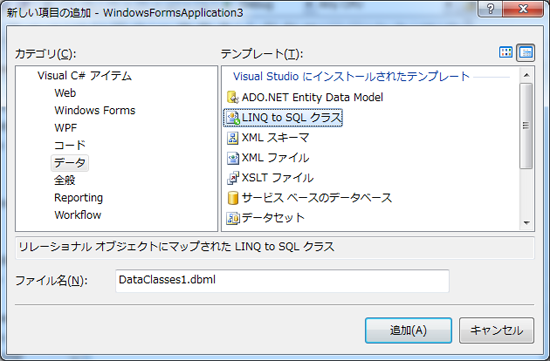 新しい項目の追加 - WindowsFormsApplication3
カテゴリ(C):
Visual C# アイテム
Web
Windows Forms
WPF
コード
データ
全般
Reporting
Workflow
テンプレート(T):
Visual Studio にインストールされたテンプレート
ADO.NET Entity Data Model
LINQ to SQL クラス
XML スキーマ
XML ファイル
XSLT ファイル
サービス ベースのデータベース
データセット
リレーショナル オブジェクトにマップされた LINQ to SQL クラス
ファイル名(N):
DataClasses1.dbml
追加(A)
キャンセル